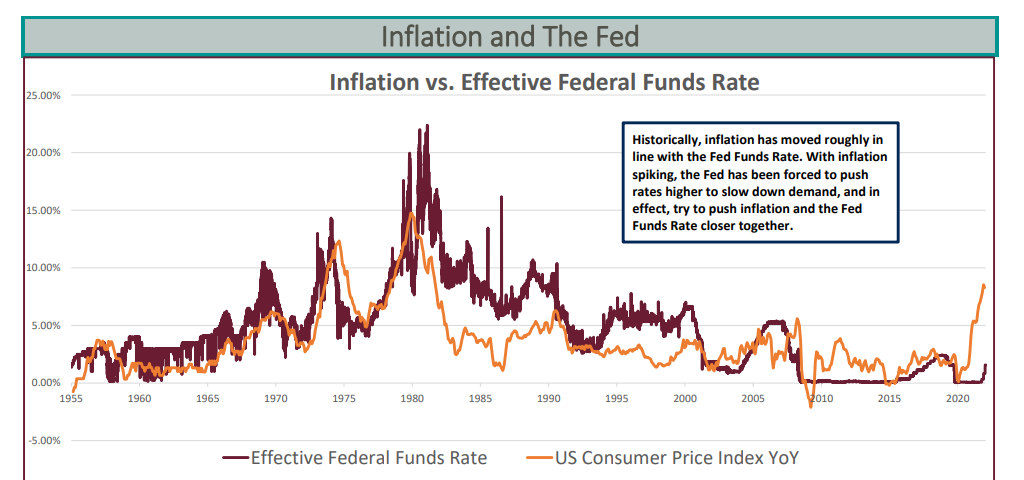 Inflation and The Fed
Inflation vs. Effective Federal Funds Rate
25.00%
20.00%
15.00%
10.00%
5.00%
0.00%
-5.00%
Historically, inflation has moved roughly in
line with the Fed Funds Rate. With inflation
spiking, the Fed has been forced to push
rates higher to slow down demand, and in
effect, try to push inflation and the Fed
Funds Rate closer together.
1955 1960 1965 1970 1975 1980 1985 1990 1995 2000 2005 2010 2015 2020
Effective Federal Funds Rate US Consumer Price Index YoY